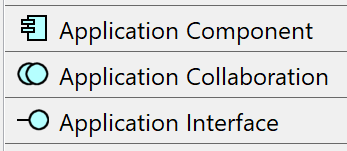 Application Component
Application Collaboration
Application Interface